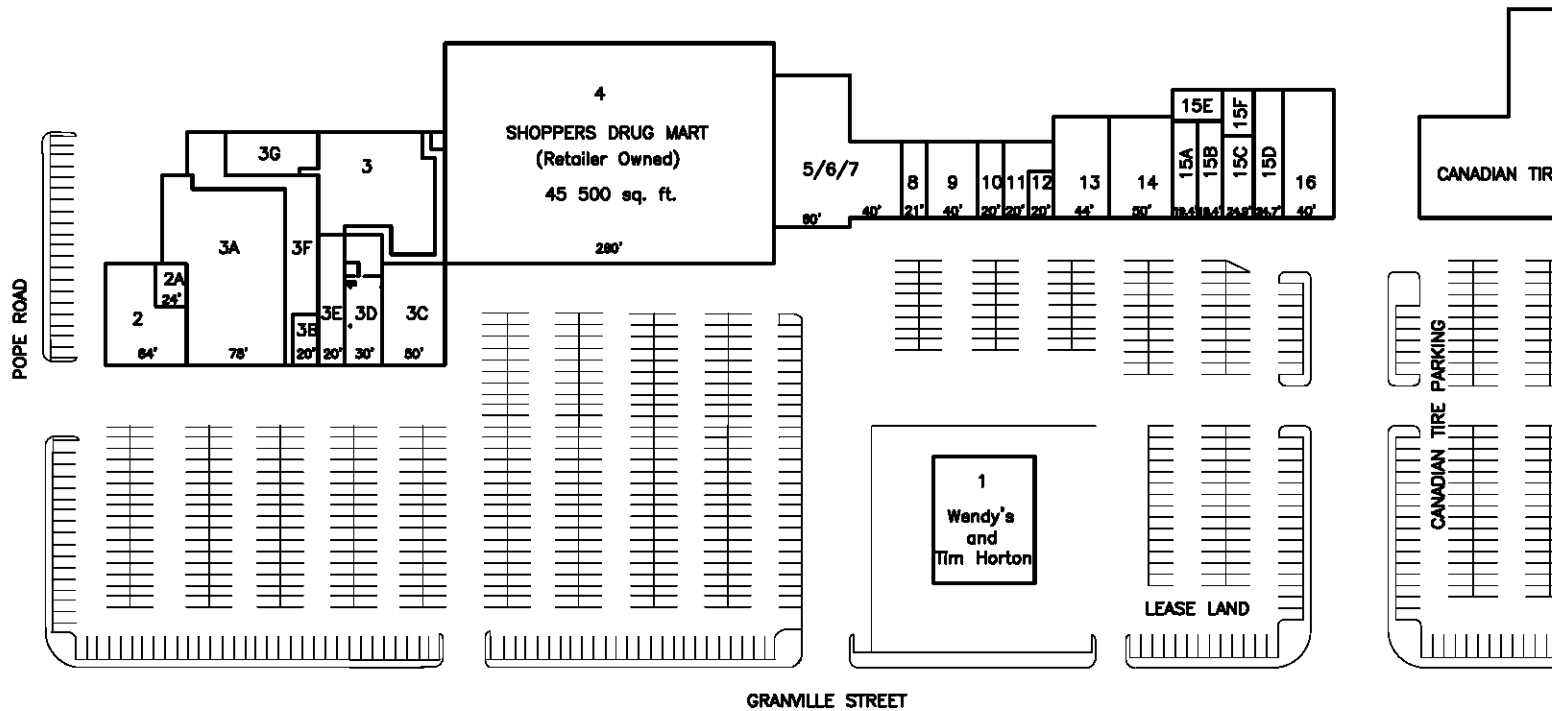 4
SHOPPERS DRUG MART
(Retailer Owned)
45 500 sq. ft.
280'
3G
3
3A
3F
2A
24'
2
64'
78'
3B
20'
3E
20'
3D
30'
3C
50'
5/6/7
40'
8
21'
9
40'
10
20'
11
20'
12
20'
13
44'
14
50'
15E
15A
15B
15F
15C
15D
24.7'
16
40'
CANADIAN TIR
POPE ROAD
1
Wendy's
and
Tim Horton
LEASE LAND
CANADIAN TIRE PARKING
GRANVILLE STREET